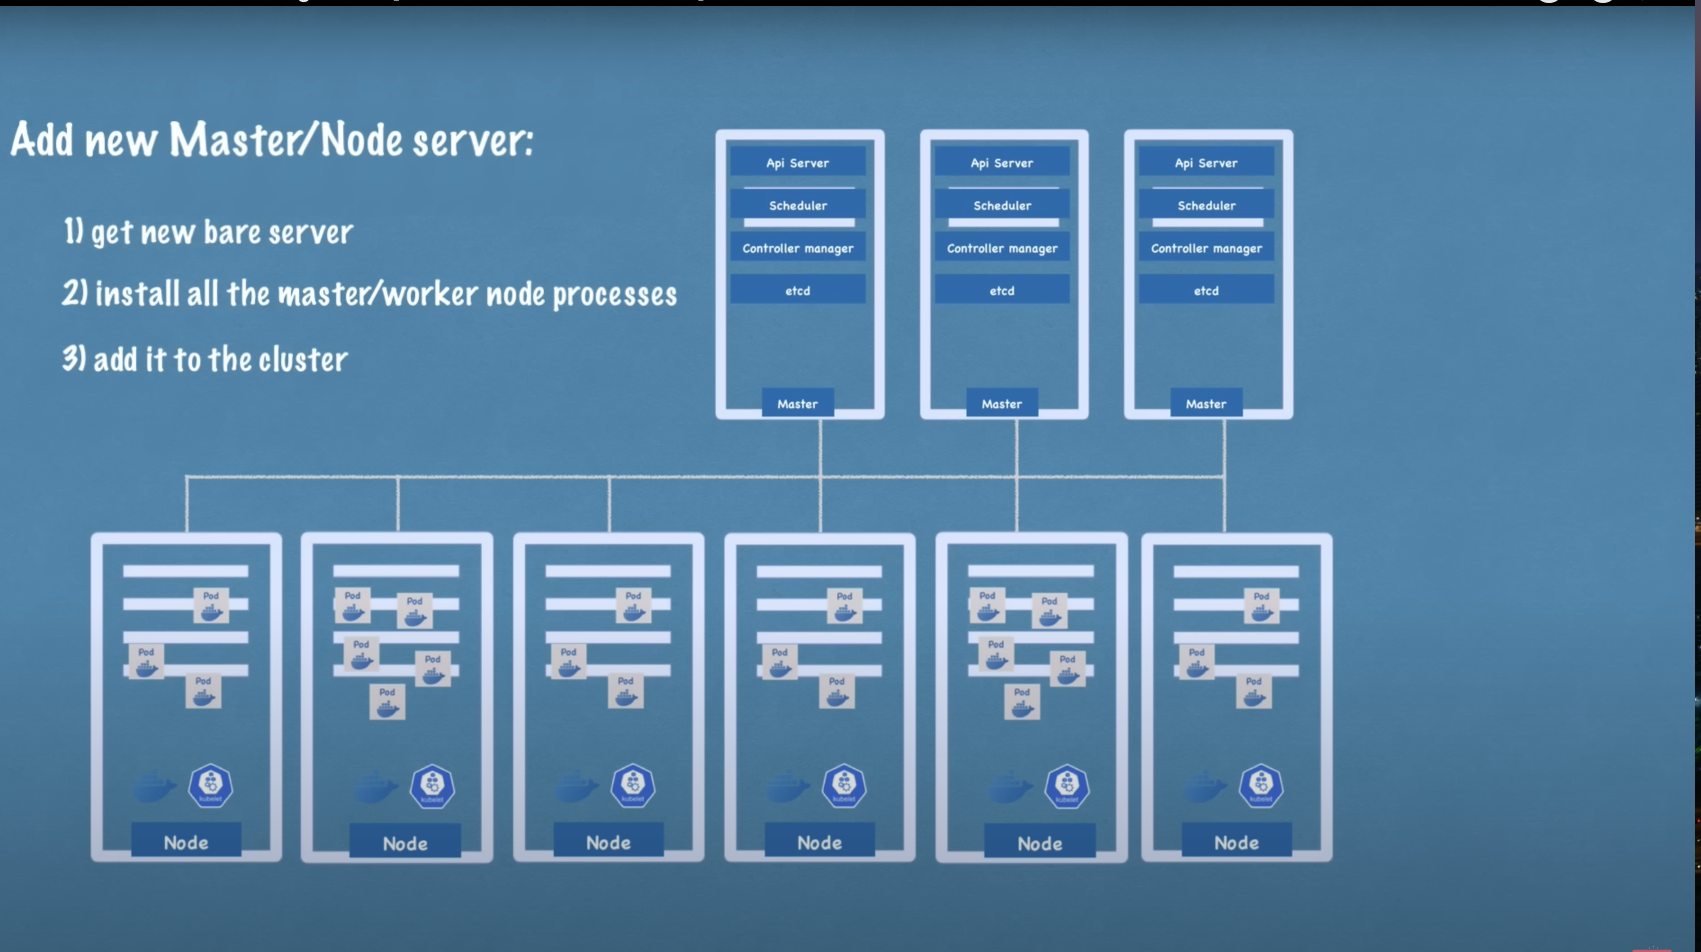 Add new Master/Node server:
1) get new bare server
2) install all the master/worker node processes
3) add it to the cluster
Api Server
Scheduler
Controller manager
etcd
Master
Api Server
Scheduler
Controller manager
etcd
Master
Api Server
Scheduler
Controller manager
etcd
Master
Pod
Pod
Pod
kubelet
Node
Pod
Pod
Pod
Pod
Pod
kubelet
Node
Pod
Pod
Pod
kubelet
Node
Pod
Pod
Pod
kubelet
Node
Pod
Pod
Pod
Pod
Pod
kubelet
Node
Pod
Pod
Pod
kubelet
Node